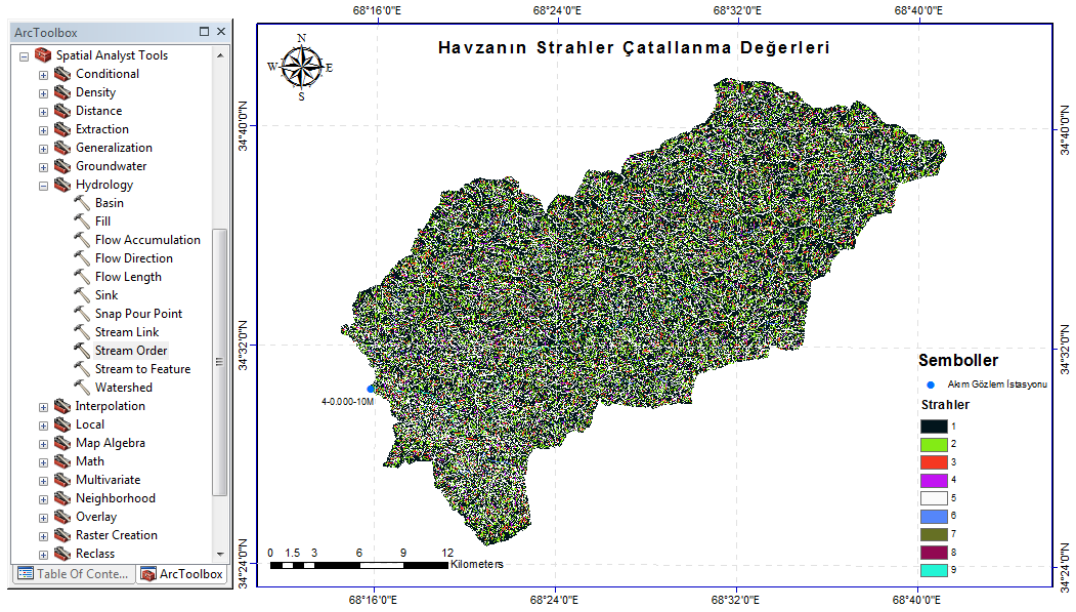 ArcToolbox
Spatial Analyst Tools
Conditional
Density
Distance
Extraction
Generalization
Groundwater
Hydrology
Basin
Fill
Flow Accumulation
Flow Direction
Flow Length
Sink
Snap Pour Point
Stream Link
Stream Order
Stream to Feature
Watershed
Interpolation
Local
Map Algebra
Math
Multivariate
Neighborhood
Overlay
Raster Creation
Reclass
Table Of Conte...
ArcToolbox
68°16'0"E 68°24'0"E 68°32'0"E 68°40'0"E
Havzanın Strahler Çatallanma Değerleri
N
W E
S
34°40'0"N
34°40'0"N
34°32'0"N
34°32'0"N
4-0.000-10M
Semboller
Akım Gözlem İstasyonu
Strahler
1
2
3
4
5
6
7
8
9
0 1.5 3 6 9 12
Kilometers
34°24'0"N
34°24'0"N
68°16'0"E 68°24'0"E 68°32'0"E 68°40'0"E